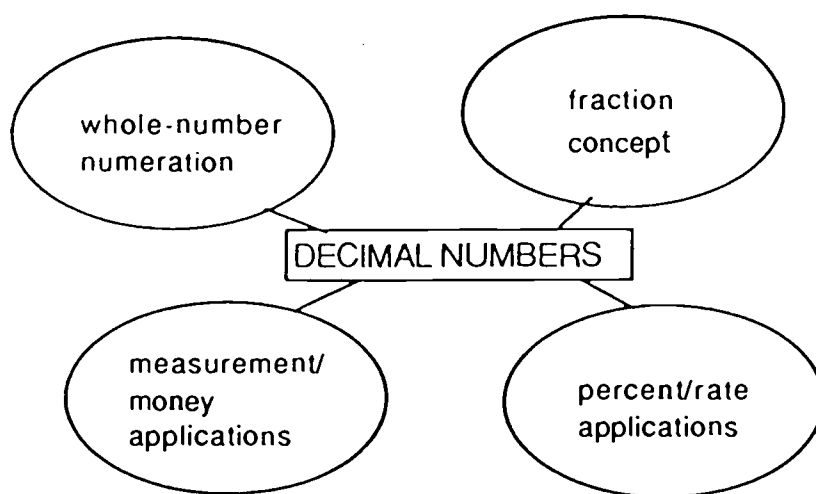 whole-number
numeration
fraction
concept
DECIMAL NUMBERS
measurement/
money
applications
percent/rate
applications